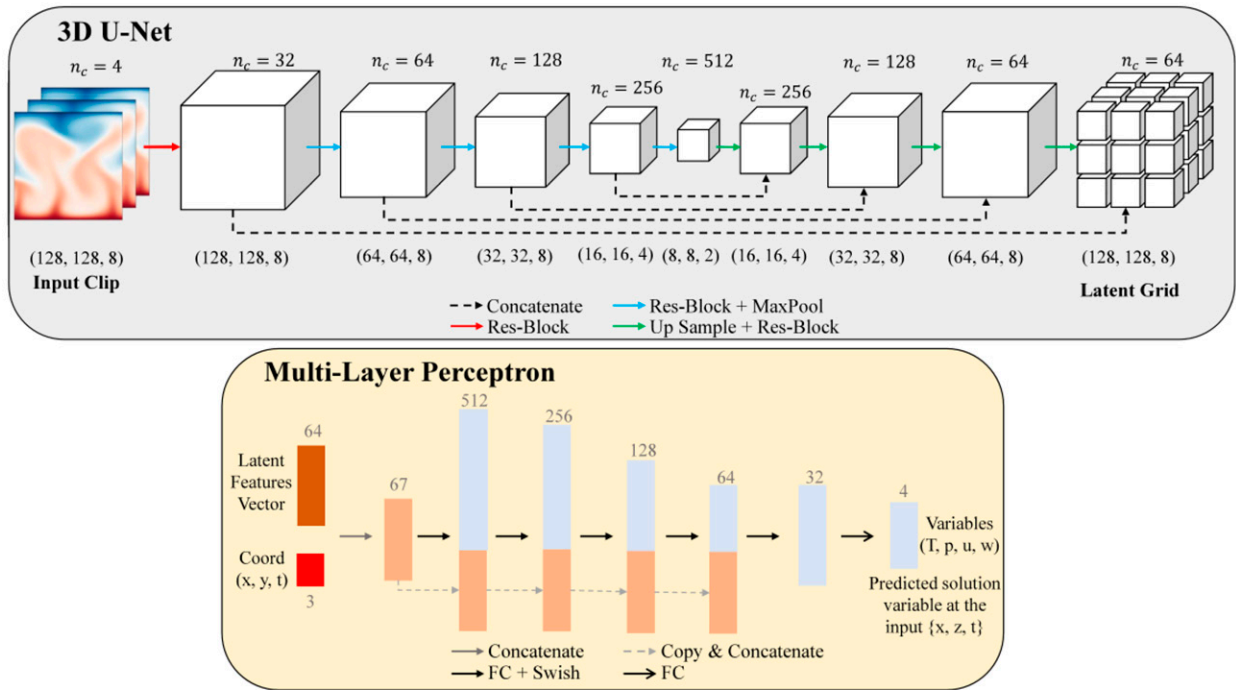 3D U-Net
n_c = 4
n_c = 32
n_c = 64
n_c = 128
n_c = 256
n_c = 512
n_c = 256
n_c = 128
n_c = 64
n_c = 64
(128, 128, 8)
(128, 128, 8)
(64, 64, 8)
(32, 32, 8)
(16, 16, 4)
(8, 8, 2)
(16, 16, 4)
(32, 32, 8)
(64, 64, 8)
(128, 128, 8)
Input Clip
Latent Grid
Concatenate
Res-Block + MaxPool
Res-Block
Up Sample + Res-Block
Multi-Layer Perceptron
64
Latent
Features
Vector
Coord
(x, y, t)
3
67
512
256
128
64
32
4
Variables
(T, p, u, w)
Predicted solution
variable at the
input {x, z, t}
Concatenate
Copy & Concatenate
FC + Swish
FC